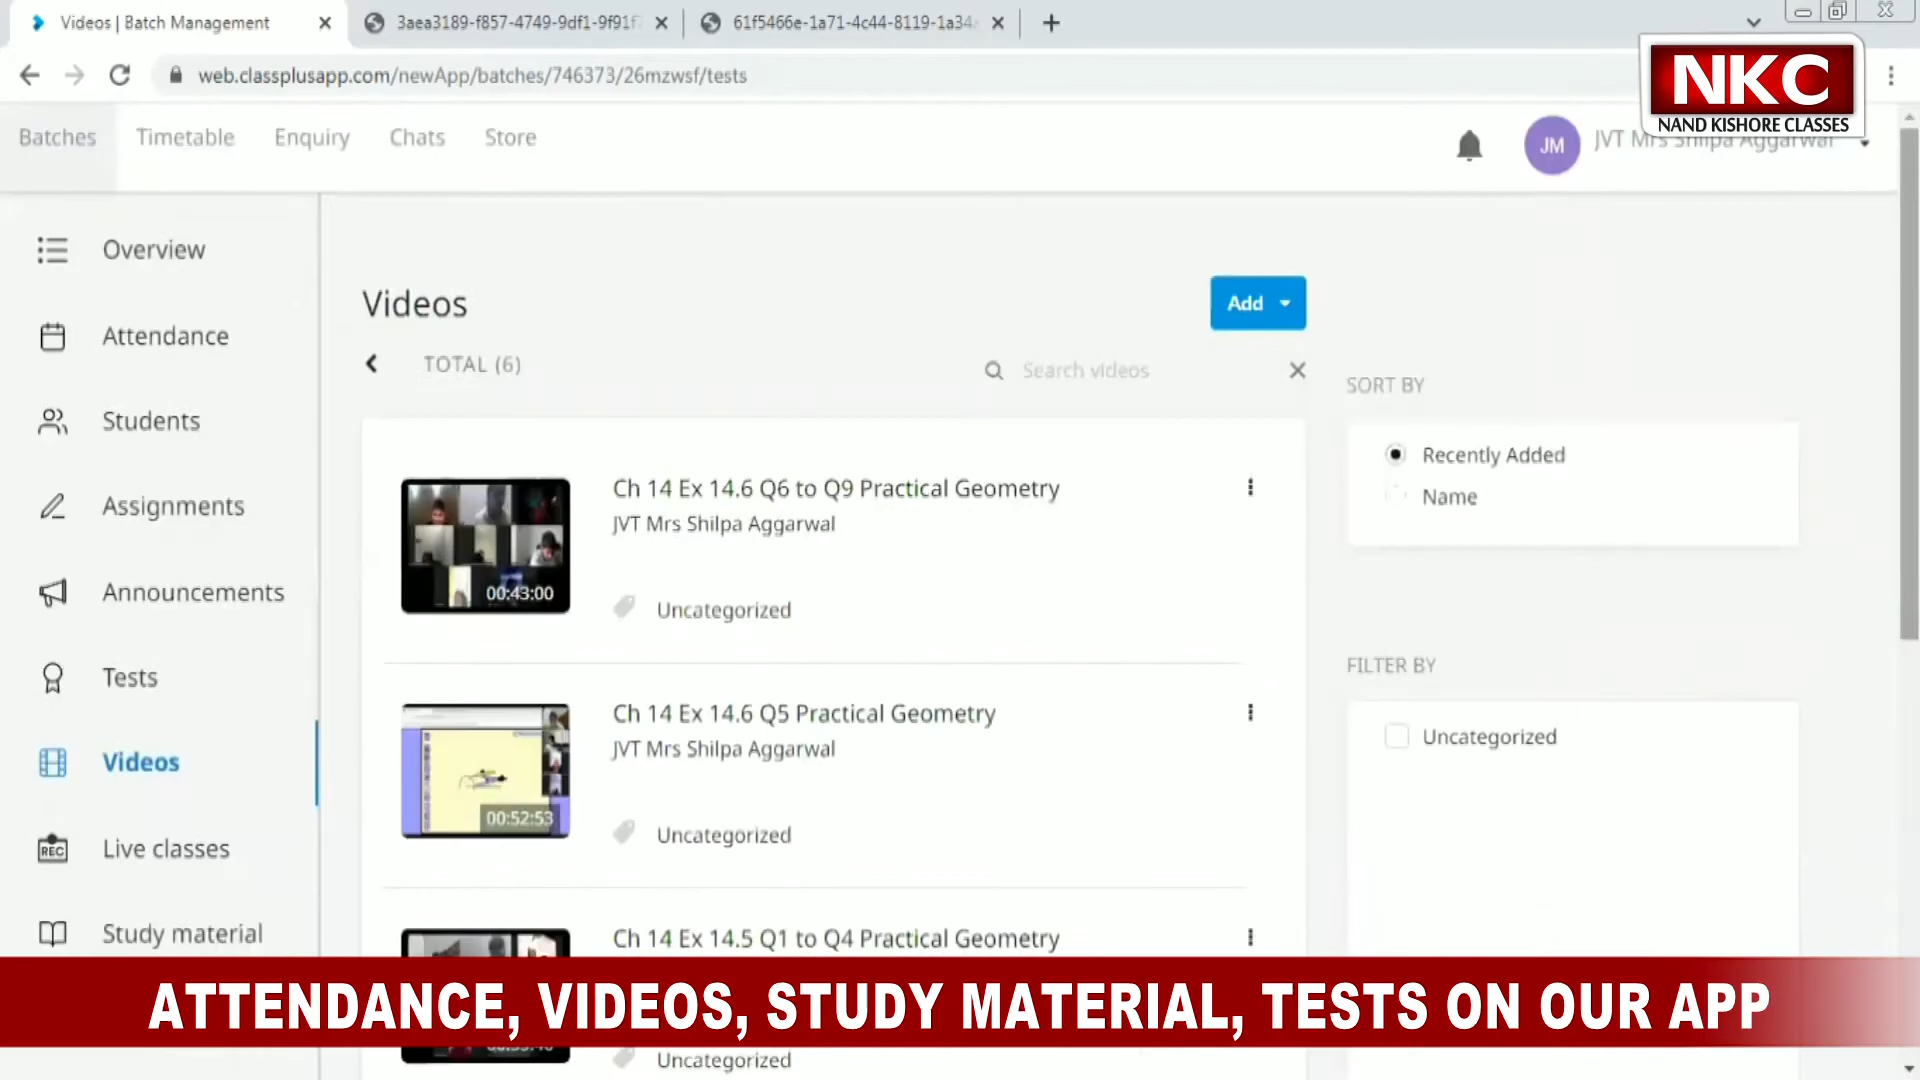 Videos | Batch Management
3aea3189-f857-4749-9df1-9f91f
61f5466e-1a71-4c44-8119-1a34
web.classplusapp.com/newApp/batches/746373/26mzwsf/tests
NKC
NAND KISHORE CLASSES
Batches
Timetable
Enquiry
Chats
Store
JM
JVT Mrs Shilpa Aggarwal
Overview
Attendance
Students
Assignments
Announcements
Tests
Videos
REC
Live classes
Study material
Videos
Add
TOTAL (6)
Search videos
Ch 14 Ex 14.6 Q6 to Q9 Practical Geometry
JVT Mrs Shilpa Aggarwal
00:43:00
Uncategorized
Ch 14 Ex 14.6 Q5 Practical Geometry
JVT Mrs Shilpa Aggarwal
00:52:53
Uncategorized
Ch 14 Ex 14.5 Q1 to Q4 Practical Geometry
Uncategorized
SORT BY
Recently Added
Name
FILTER BY
Uncategorized
ATTENDANCE, VIDEOS, STUDY MATERIAL, TESTS ON OUR APP